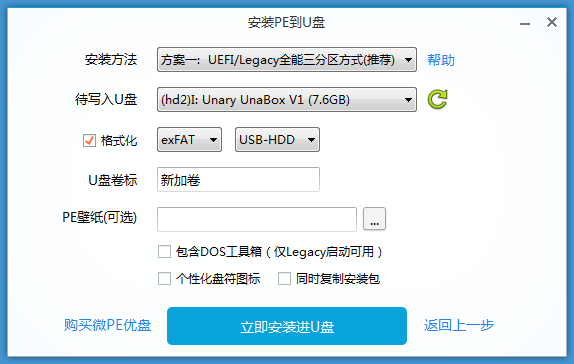 安装PE到U盘
安装方法 方案一：UEFI/Legacy全能三分区方式(推荐) 帮助
待写入U盘 (hd2)I: Unary UnaBox V1 (7.6GB)
格式化 exFAT USB-HDD
U盘卷标 新加卷
PE壁纸(可选) ...
包含DOS工具箱（仅Legacy启动可用）
个性化盘符图标 同时复制安装包
购买微PE优盘 立即安装进U盘 返回上一步